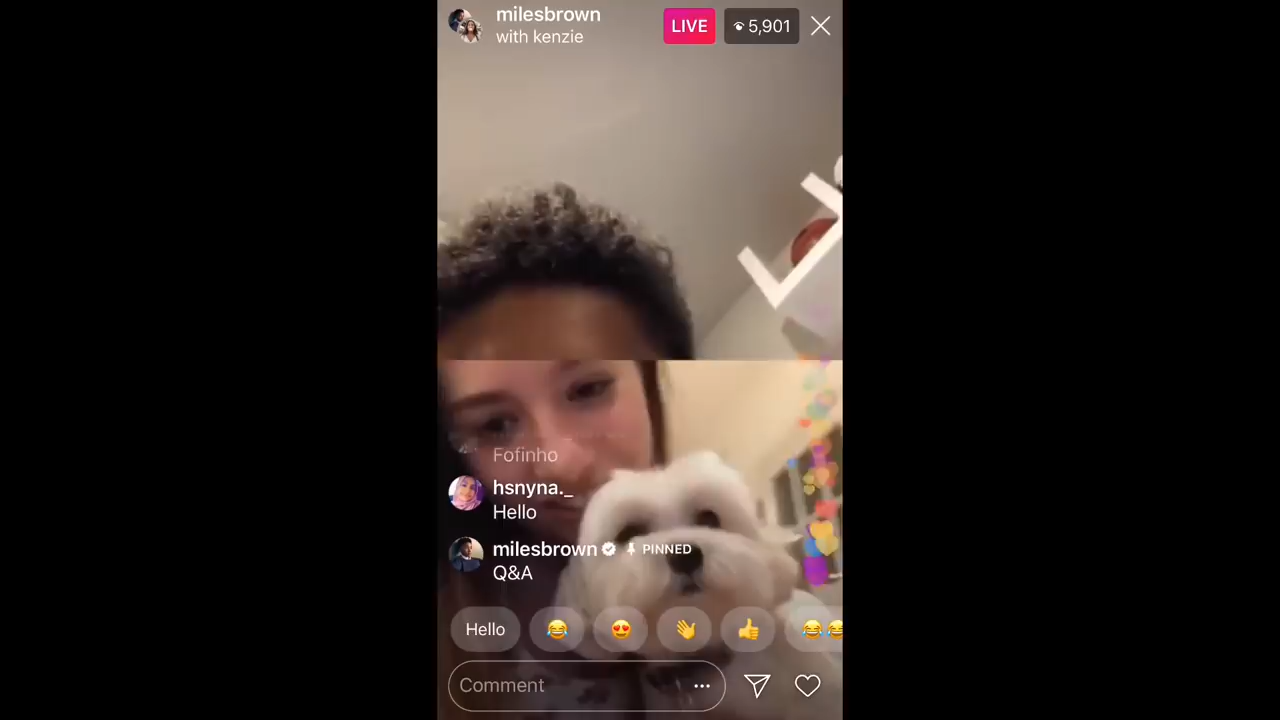 milesbrown
with kenzie
LIVE
5,901
Fofinho
hsnyna._
Hello
milesbrown PINNED
Q&A
Hello
Comment